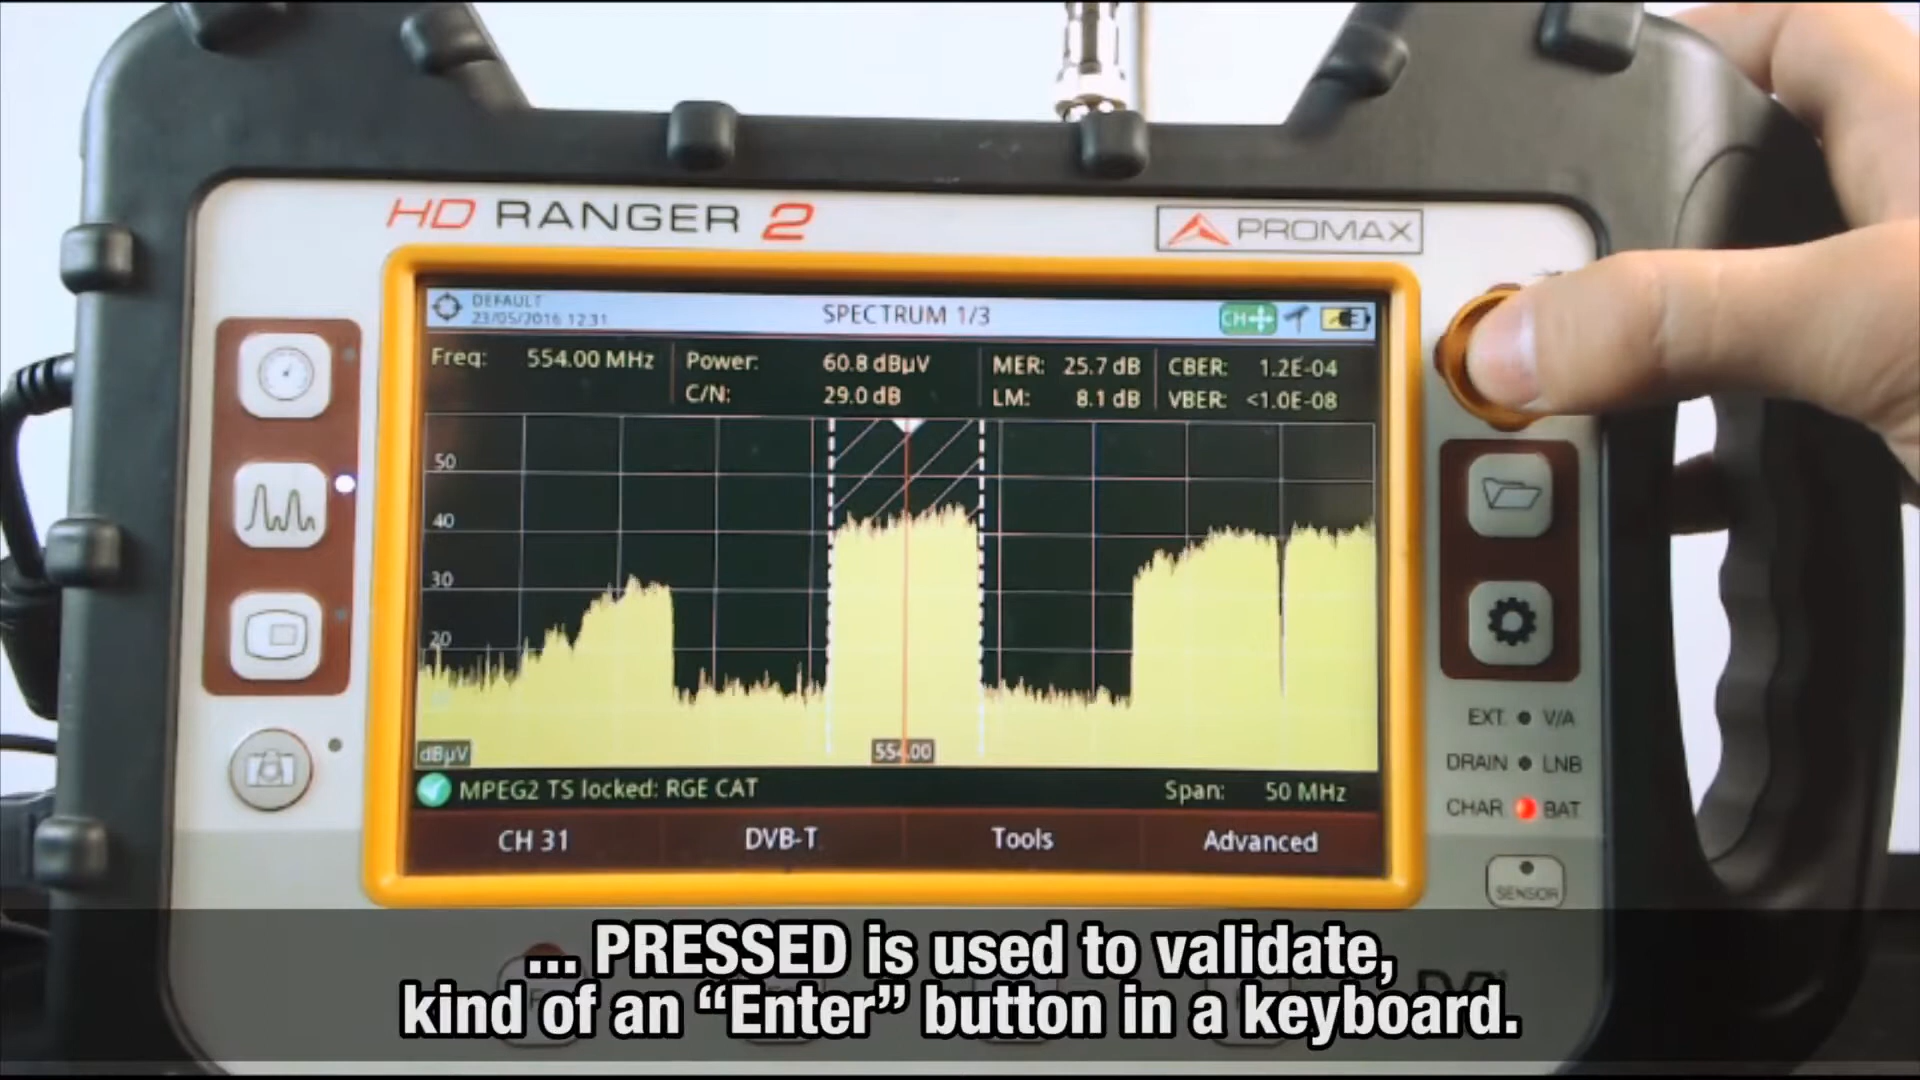 HD RANGER 2
PROMAX
DEFAULT
23/05/2016 12:31
SPECTRUM 1/3
CH
Freq: 554.00 MHz
Power: 60.8 dBµV
C/N: 29.0 dB
MER: 25.7 dB
LM: 8.1 dB
CBER: 1.2E-04
VBER: <1.0E-08
50
40
30
20
dBµV
554.00
MPEG2 TS locked: RGE CAT
Span: 50 MHz
CH 31
DVB-T
Tools
Advanced
EXT. V/A
DRAIN LNB
CHAR. BAT
SENSOR
... PRESSED is used to validate,
kind of an “Enter” button in a keyboard.